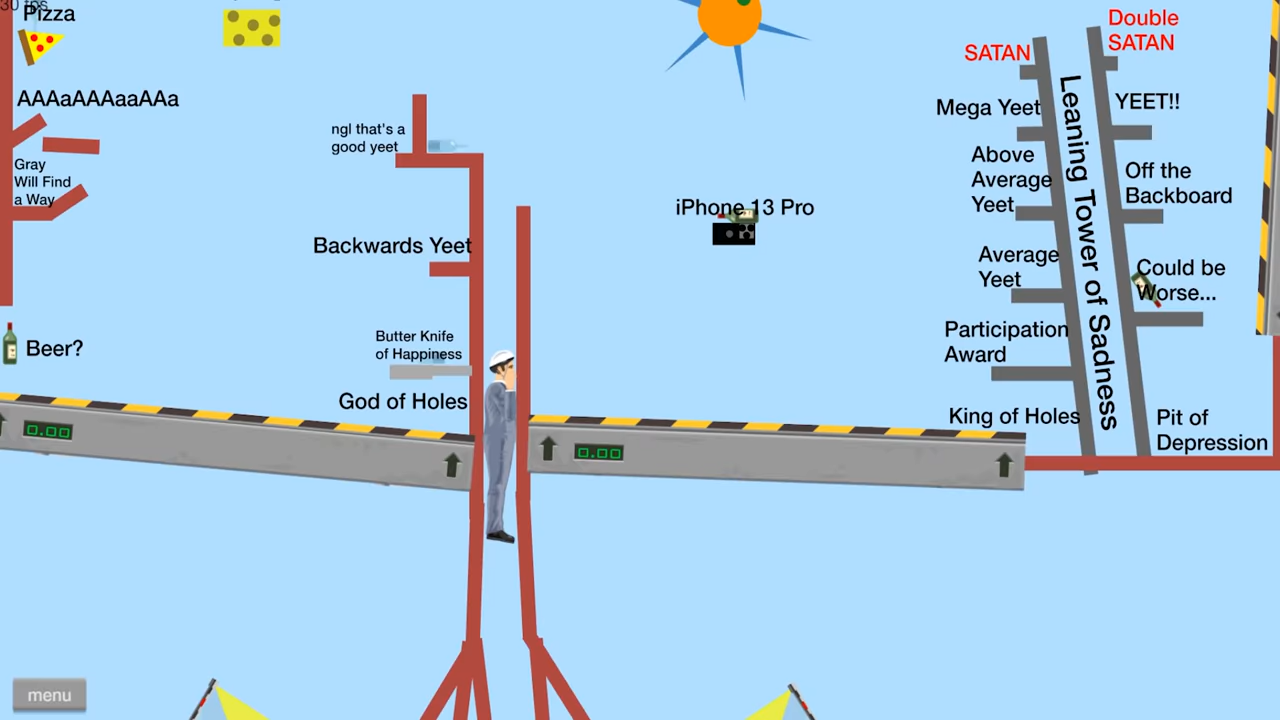 30 fps
Pizza
AAAaAAAaaAAa
Gray
Will Find
a Way
Beer?
0.00
ngl that's a
good yeet
Backwards Yeet
Butter Knife
of Happiness
God of Holes
0.00
iPhone 13 Pro
SATAN
Mega Yeet
Above
Average
Yeet
Average
Yeet
Participation
Award
King of Holes
Leaning Tower of Sadness
Double
SATAN
YEET!!
Off the
Backboard
Could be
Worse...
Pit of
Depression
menu